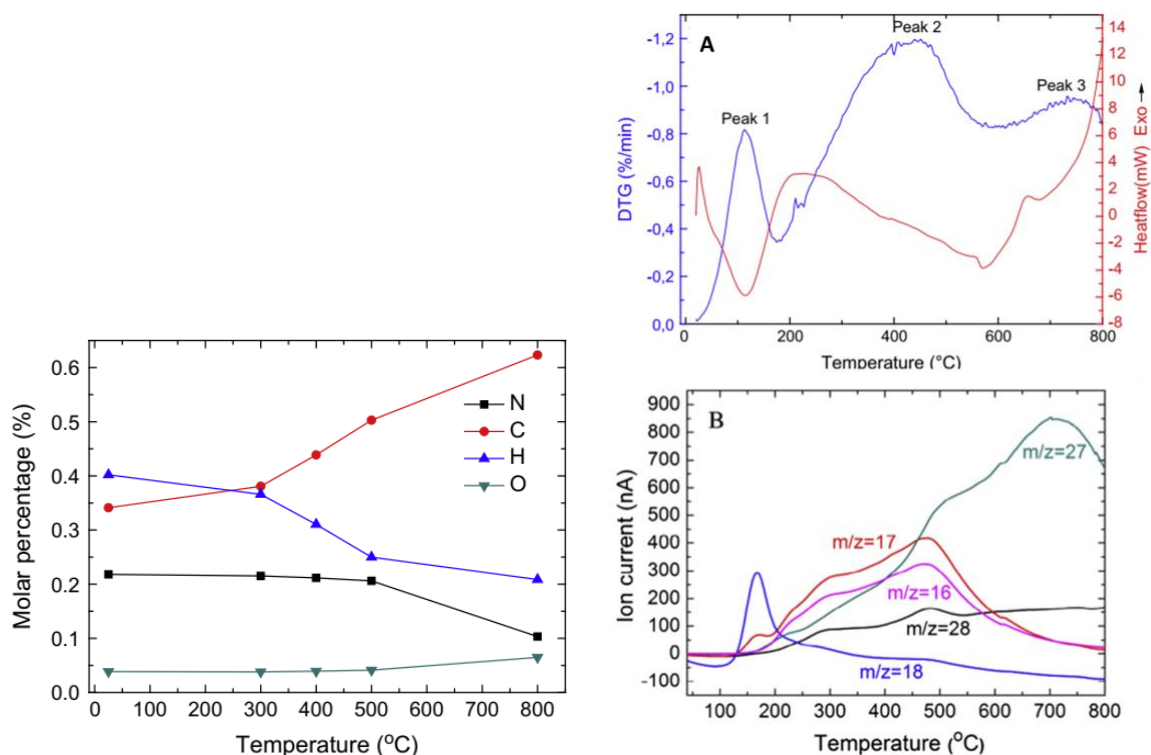 0.6
0.5
0.4
0.3
0.2
0.1
0.0
Molar percentage (%)
N
C
H
O
0 100 200 300 400 500 600 700 800
Temperature (°C)
A
Peak 1
Peak 2
Peak 3
-1,2
-1,0
-0,8
-0,6
-0,4
-0,2
0,0
DTG (%/min)
14
12
10
8
6
4
2
0
-2
-4
-6
-8
Heatflow(mW) Exo →
0 200 400 600 800
Temperature (°C)
B
900
800
700
600
500
400
300
200
100
0
-100
Ion current (nA)
m/z=27
m/z=17
m/z=16
m/z=28
m/z=18
100 200 300 400 500 600 700 800
Temperature (°C)